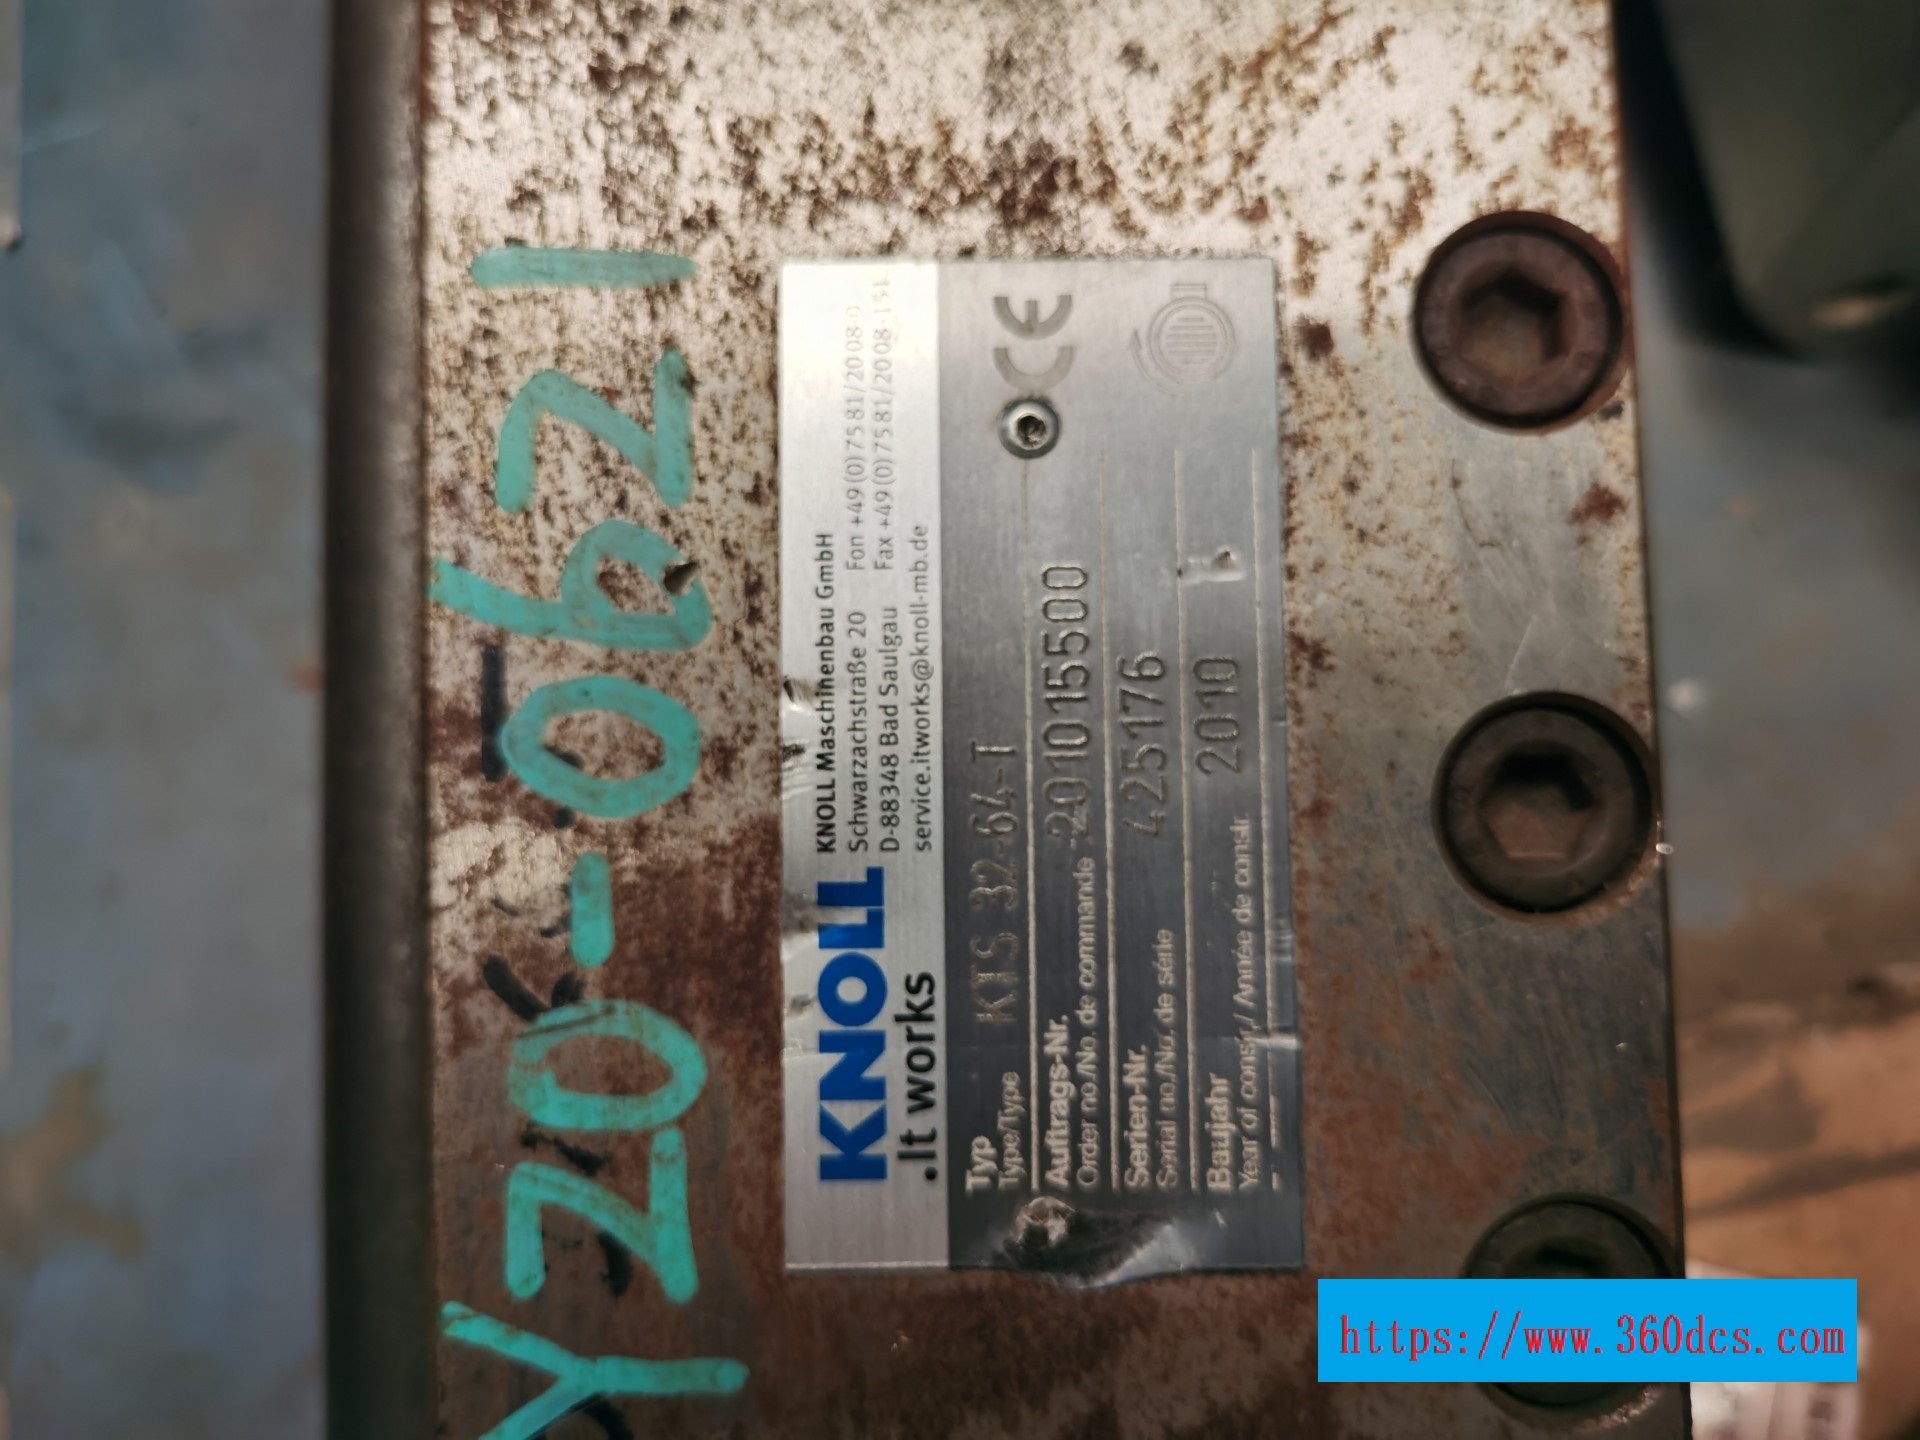 YZ0-0621
KNOLL
.It works
KNOLL Maschinenbau GmbH
Schwarzachstraße 20 Fon +49(0)7581/2008-0
D-88348 Bad Saulgau Fax +49(0)7581/2008-
service.itworks@knoll-mb.de
CE
Typ
Type/Type KTS 32-64-T
Auftrags-Nr.
Order no./No. de commande 201015500
Serien-Nr.
Serial no./No. de série 425176
Baujahr
Year of constr./ Année de constr. 2010
https://www.360dcs.com